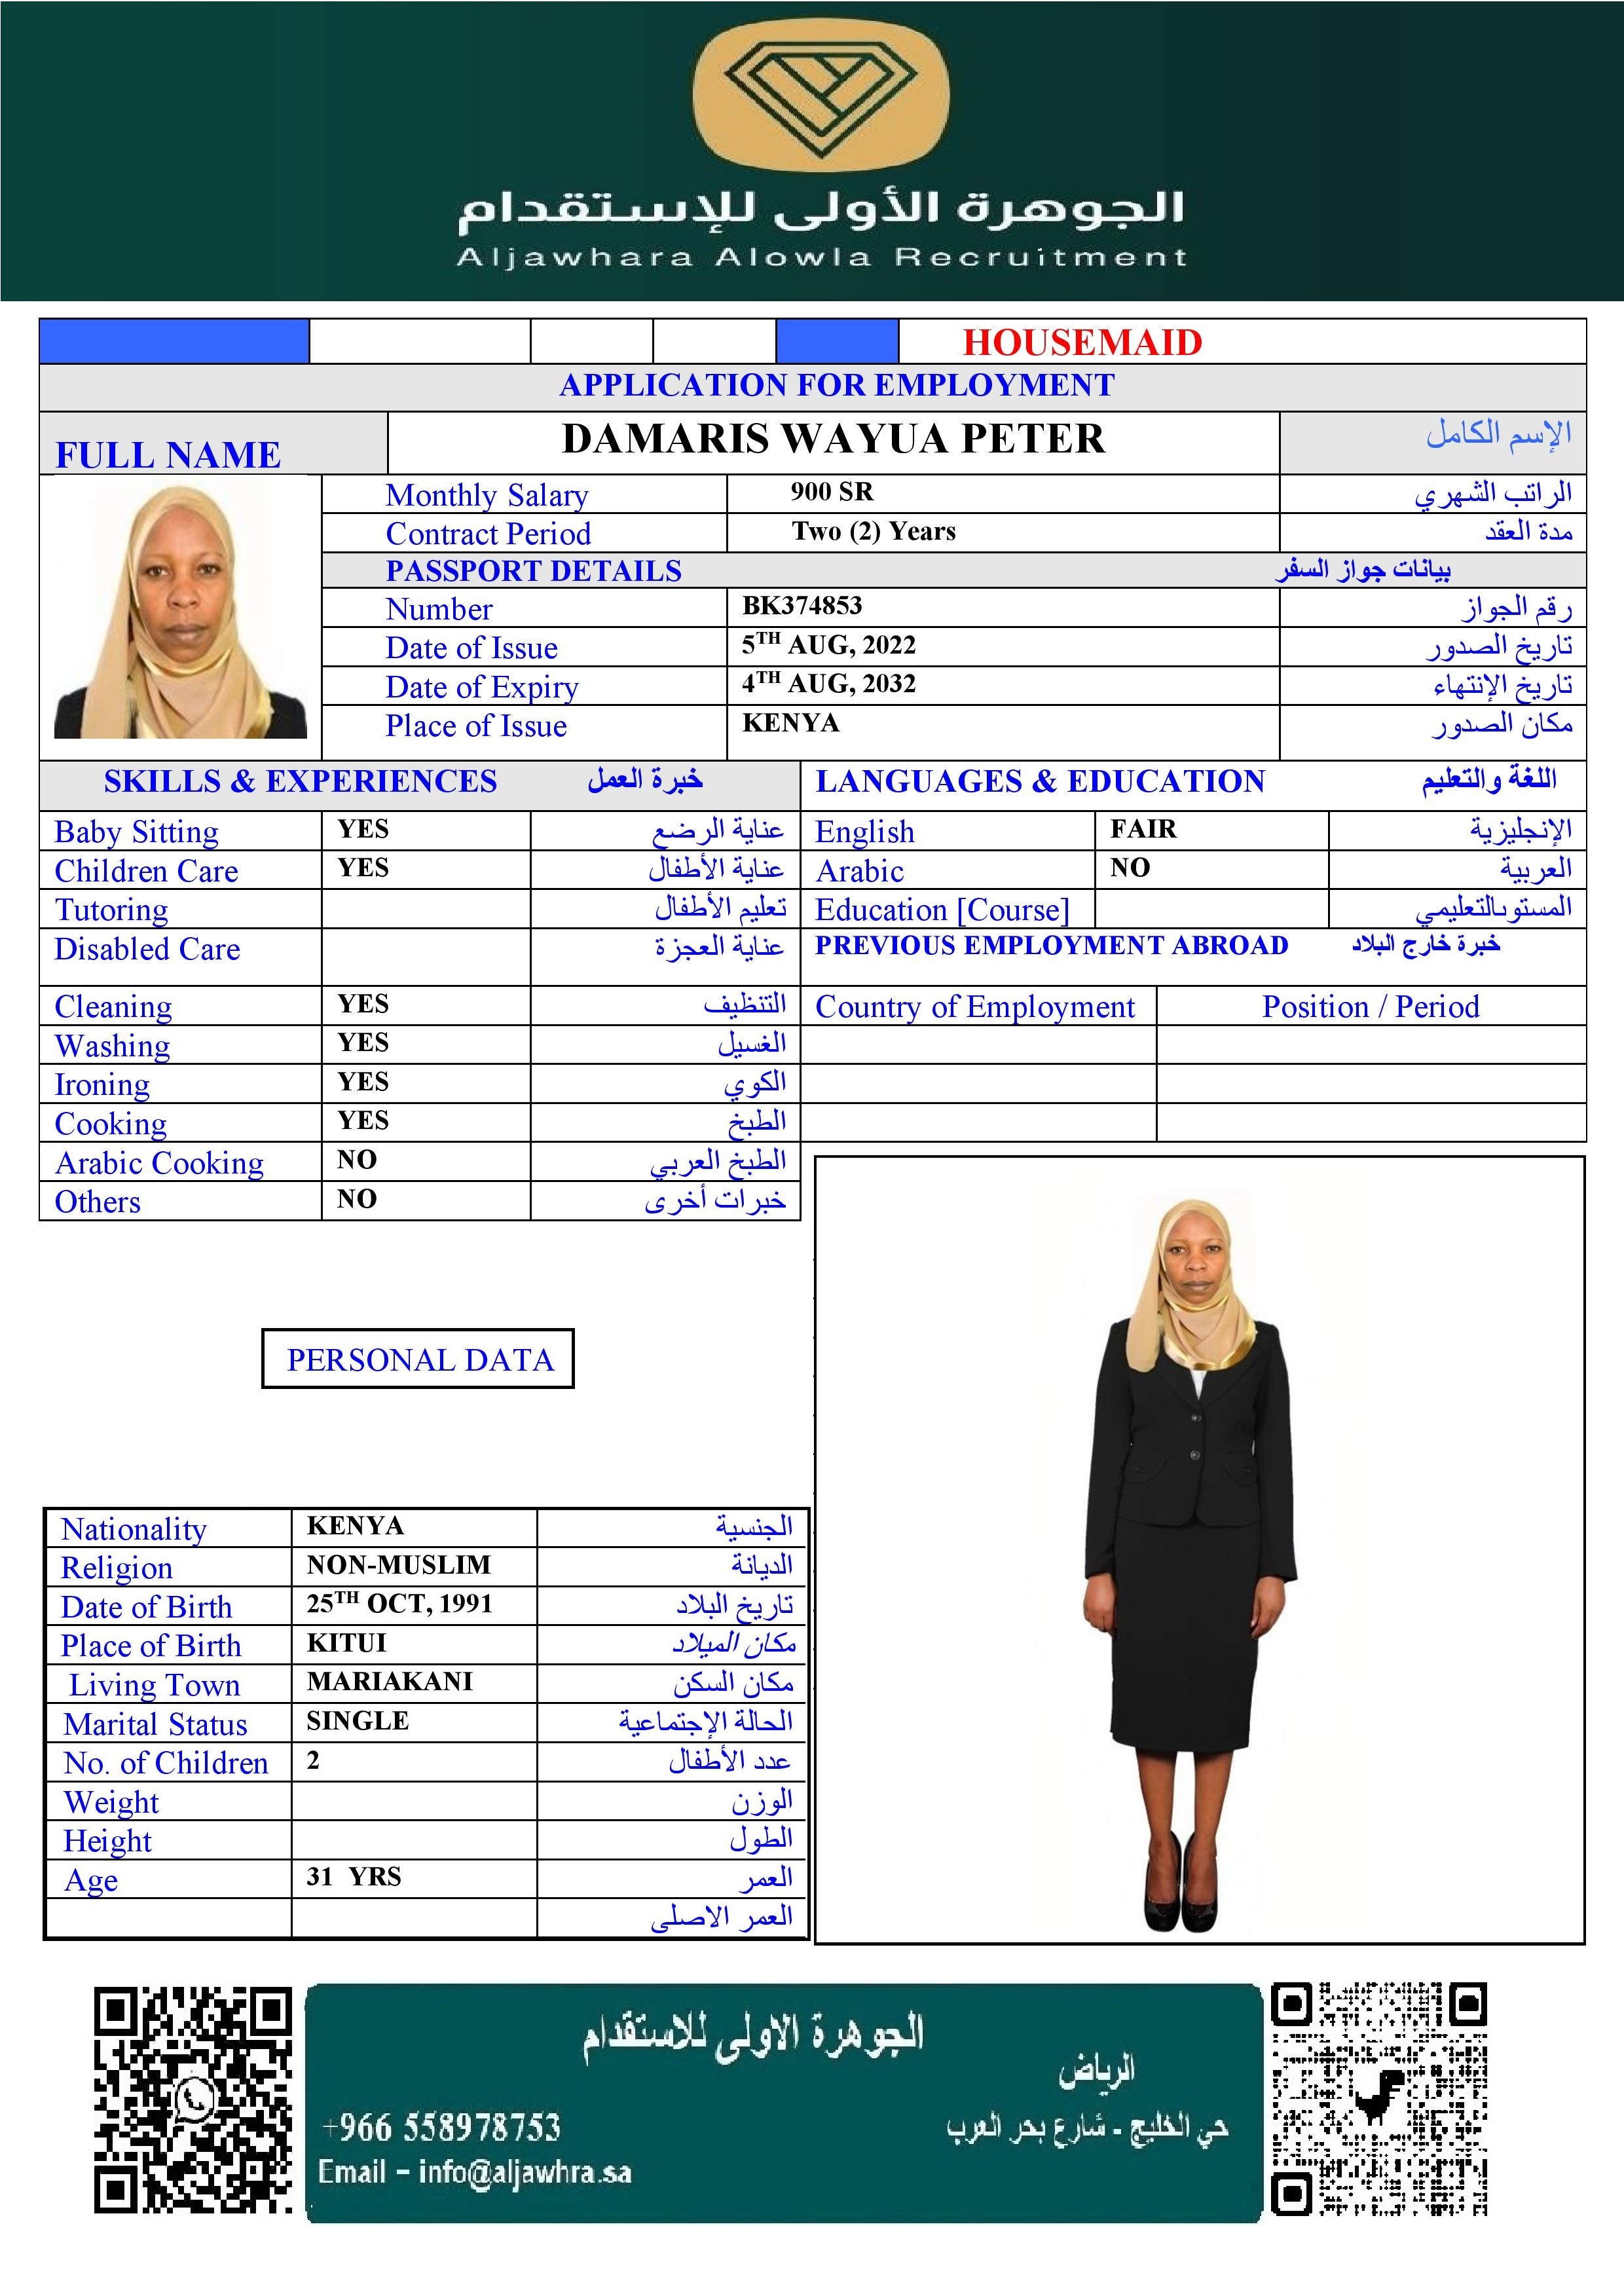 الجوهرة الأولى للإستقدام
Aljawhara Alowla Recruitment
HOUSEMAID
APPLICATION FOR EMPLOYMENT
FULL NAME DAMARIS WAYUA PETER الإسم الكامل
Monthly Salary 900 SR الراتب الشهري
Contract Period Two (2) Years مدة العقد
PASSPORT DETAILS بيانات جواز السفر
Number BK374853 رقم الجواز
Date of Issue 5TH AUG, 2022 تاريخ الصدور
Date of Expiry 4TH AUG, 2032 تاريخ الإنتهاء
Place of Issue KENYA مكان الصدور
SKILLS & EXPERIENCES خبرة العمل
Baby Sitting YES عناية الرضع
Children Care YES عناية الأطفال
Tutoring تعليم الأطفال
Disabled Care عناية العجزة
Cleaning YES التنظيف
Washing YES الغسيل
Ironing YES الكوي
Cooking YES الطبخ
Arabic Cooking NO الطبخ العربي
Others NO خبرات أخرى
LANGUAGES & EDUCATION اللغة والتعليم
English FAIR الإنجليزية
Arabic NO العربية
Education [Course] المستوىالتعليمي
PREVIOUS EMPLOYMENT ABROAD خبرة خارج البلاد
Country of Employment Position / Period
PERSONAL DATA
Nationality KENYA الجنسية
Religion NON-MUSLIM الديانة
Date of Birth 25TH OCT, 1991 تاريخ البلاد
Place of Birth KITUI مكان الميلاد
Living Town MARIAKANI مكان السكن
Marital Status SINGLE الحالة الإجتماعية
No. of Children 2 عدد الأطفال
Weight الوزن
Height الطول
Age 31 YRS العمر
العمر الاصلى
الجوهرة الاولى للاستقدام
الرياض
حي الخليج - شارع بحر العرب
+966 558978753
Email - info@aljawhra.sa